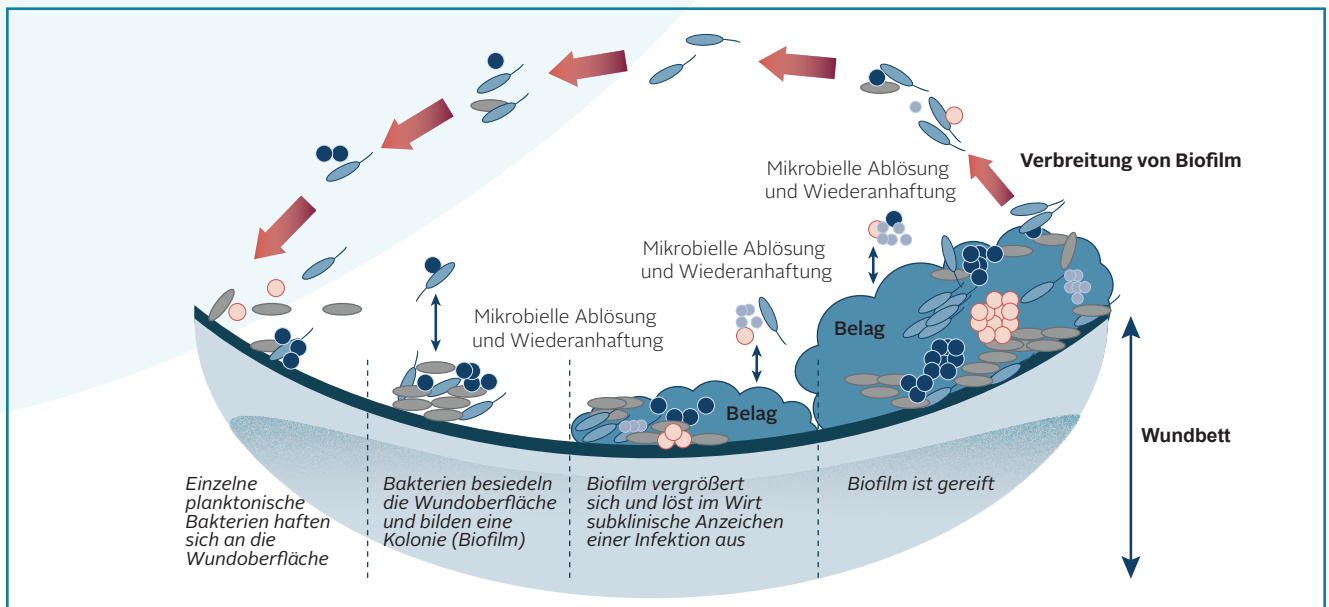 Mikrobielle Ablösung
und Wiederanhaftung
Verbreitung von Biofilm
Mikrobielle Ablösung
und Wiederanhaftung
Mikrobielle Ablösung
und Wiederanhaftung
Belag
Belag
Wundbett
Einzelne
planktonische
Bakterien haften
sich an die
Wundoberfläche
Bakterien besiedeln
die Wundoberfläche
und bilden eine
Kolonie (Biofilm)
Biofilm vergrößert
sich und löst im Wirt
subklinische Anzeichen
einer Infektion aus
Biofilm ist gereift